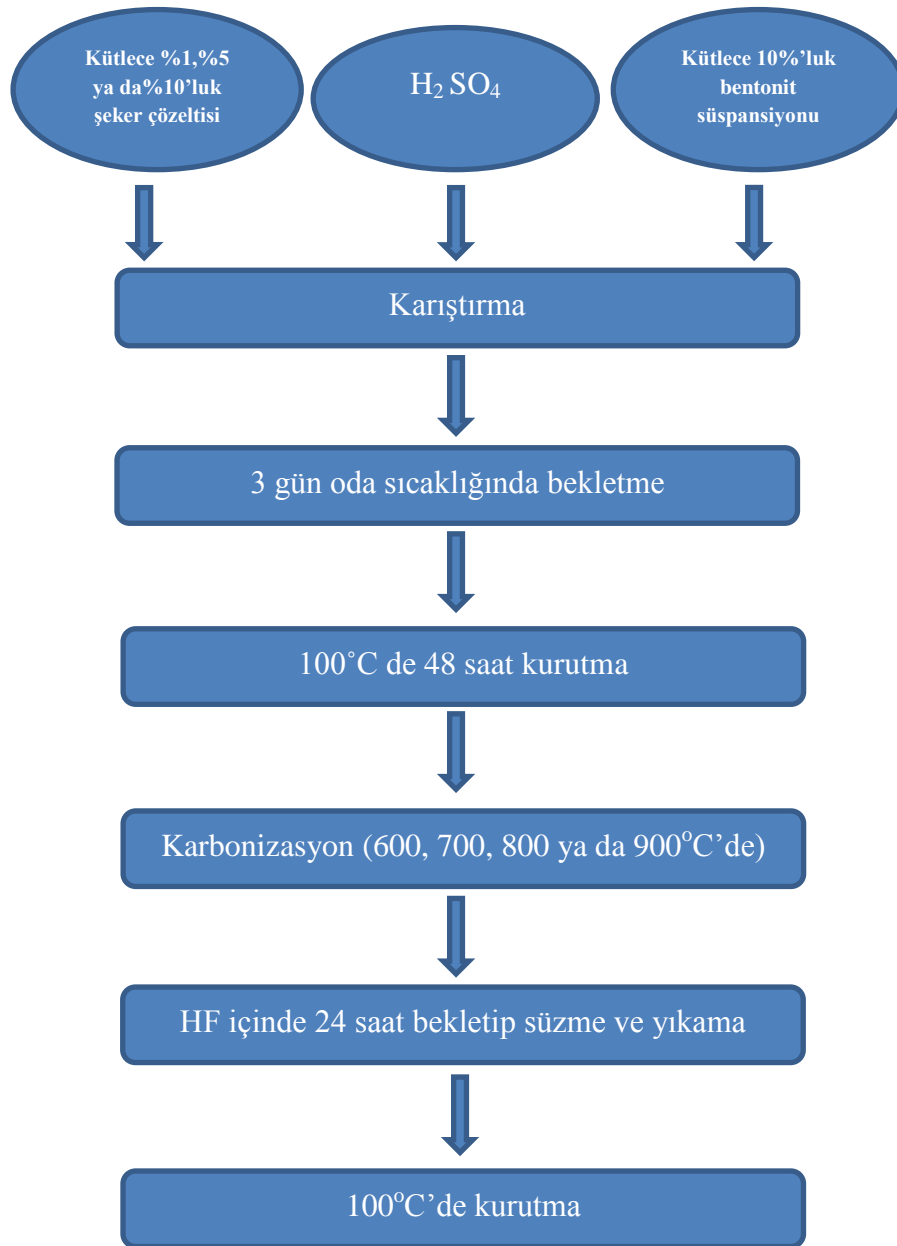 Kütlece %1,%5
ya da%10’luk
şeker çözeltisi
H₂ SO₄
Kütlece 10%’luk
bentonit
süspansiyonu
Karıştırma
3 gün oda sıcaklığında bekletme
100˚C de 48 saat kurutma
Karbonizasyon (600, 700, 800 ya da 900ºC’de)
HF içinde 24 saat bekletip süzme ve yıkama
100ºC’de kurutma